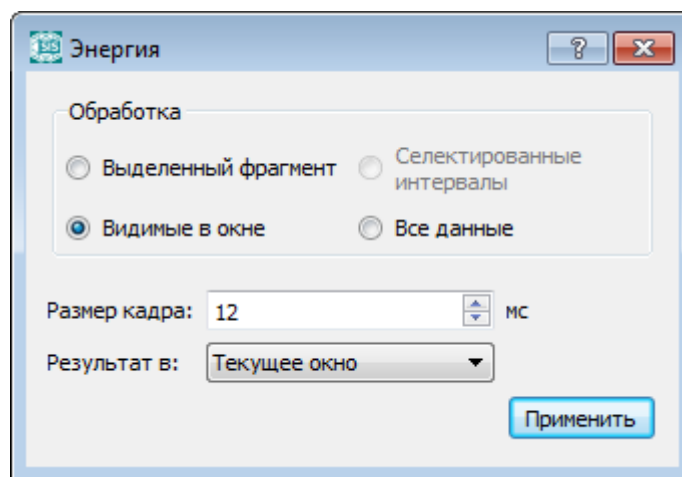 Энергия
Обработка
Выделенный фрагмент
Селектированные
интервалы
Видимые в окне
Все данные
Размер кадра: 12 мс
Результат в: Текущее окно
Применить